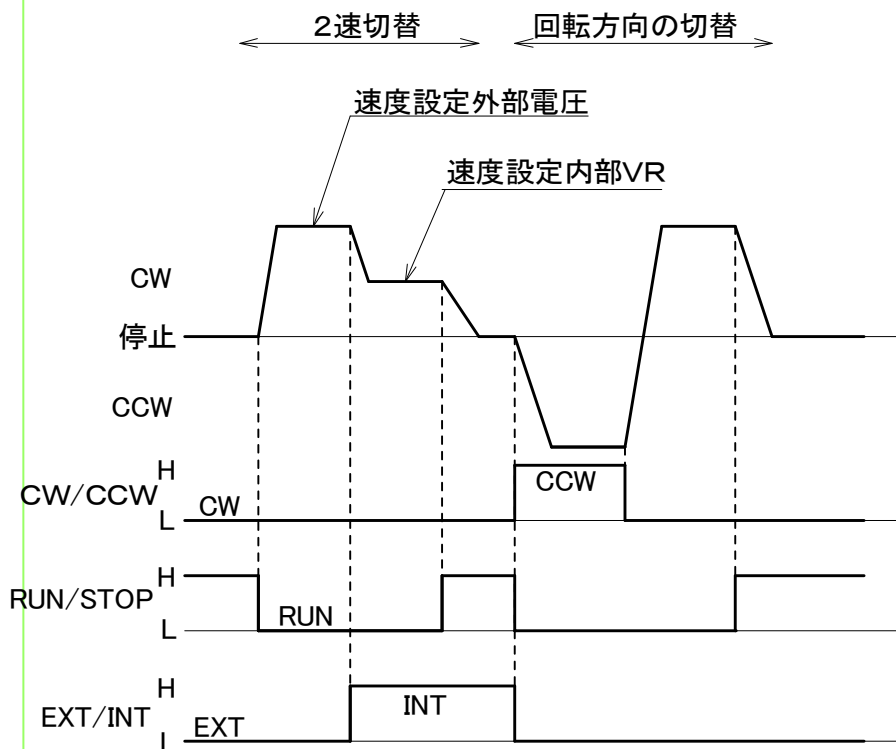 2速切替
回転方向の切替
速度設定外部電圧
速度設定内部VR
CW
停止
CCW
CW/CCW
H
L
CW
CCW
RUN/STOP
H
L
RUN
EXT/INT
H
L
EXT
INT